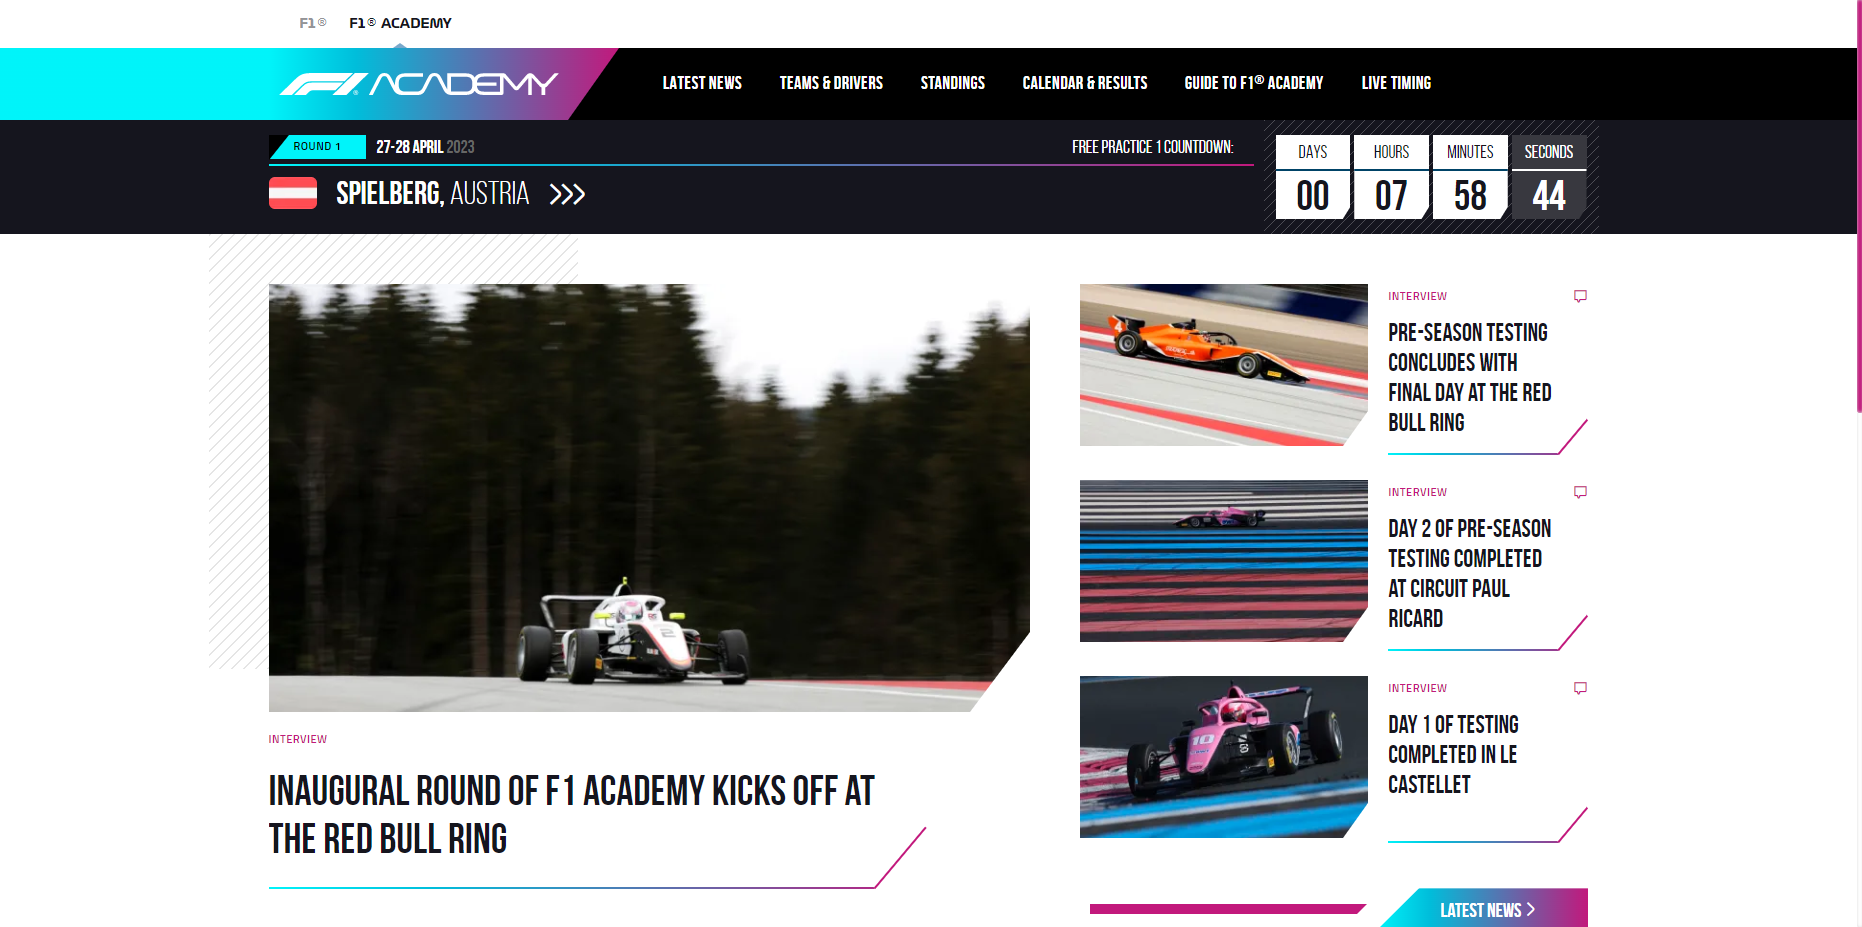 F1® F1® ACADEMY
F1® ACADEMY LATEST NEWS TEAMS & DRIVERS STANDINGS CALENDAR & RESULTS GUIDE TO F1® ACADEMY LIVE TIMING
ROUND 1 27-28 APRIL 2023 FREE PRACTICE 1 COUNTDOWN:
SPIELBERG, AUSTRIA
DAYS HOURS MINUTES SECONDS
00 07 58 44
2
INTERVIEW
INAUGURAL ROUND OF F1 ACADEMY KICKS OFF AT
THE RED BULL RING
4
INTERVIEW
PRE-SEASON TESTING
CONCLUDES WITH
FINAL DAY AT THE RED
BULL RING
INTERVIEW
DAY 2 OF PRE-SEASON
TESTING COMPLETED
AT CIRCUIT PAUL
RICARD
10
INTERVIEW
DAY 1 OF TESTING
COMPLETED IN LE
CASTELLET
LATEST NEWS